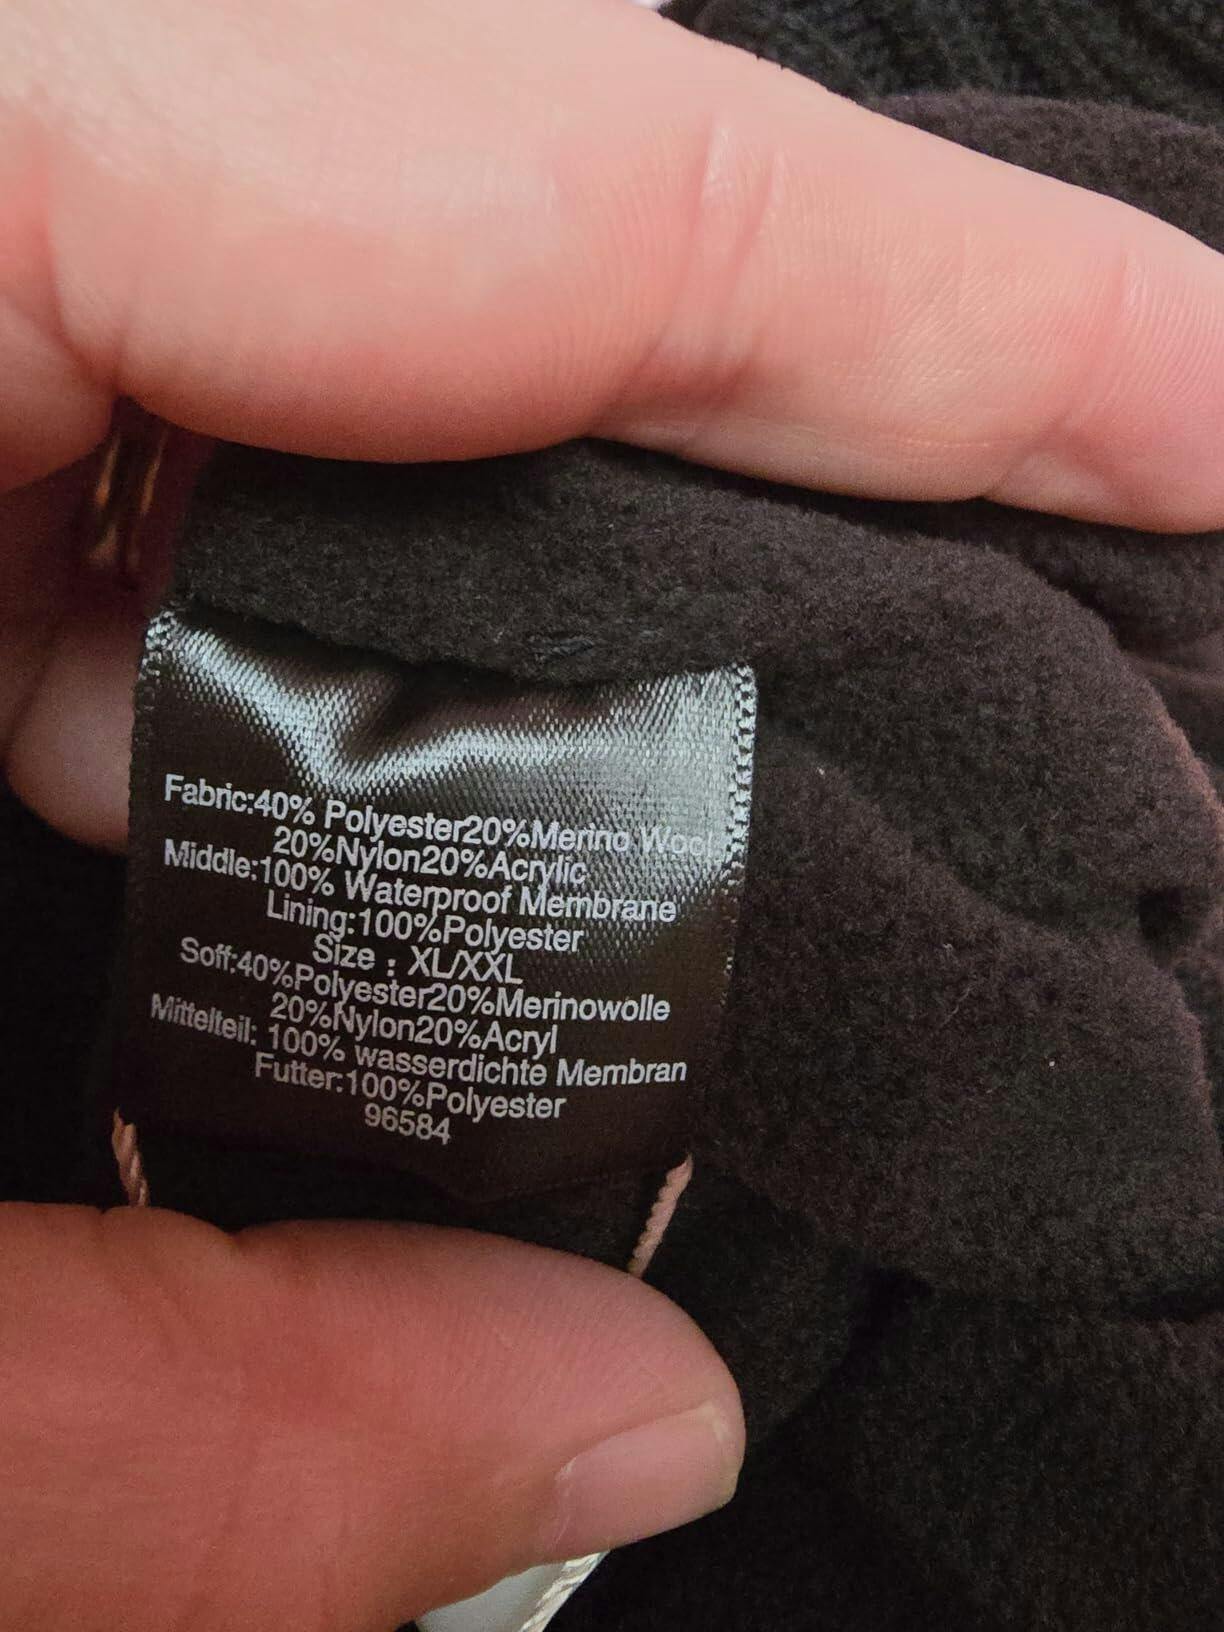 Fabric:40% Polyester20%Merino Wool
20%Nylon20%Acrylic
Middle:100% Waterproof Membrane
Lining:100%Polyester
Size : XL/XXL
Soff:40%Polyester20%Merinowolle
20%Nylon20%Acryl
Mittelteil: 100% wasserdichte Membran
Futter:100%Polyester
96584